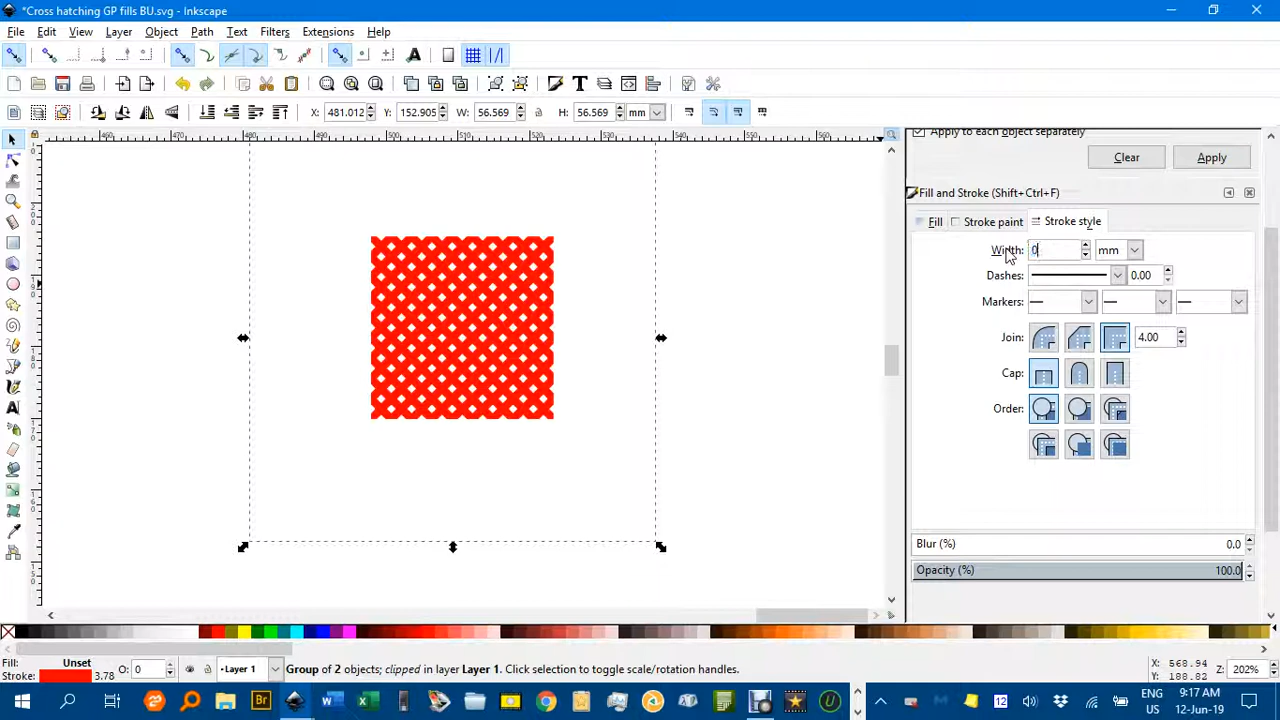 *Cross hatching GP fills BU.svg - Inkscape
File Edit View Layer Object Path Text Filters Extensions Help
X: 481.012 Y: 152.905 W: 56.569 H: 56.569 mm
Apply to each object separately
Clear Apply
Fill and Stroke (Shift+Ctrl+F)
Fill Stroke paint Stroke style
Width: 0 mm
Dashes: 0.00
Markers:
Join: 4.00
Cap:
Order:
Blur (%) 0.0
Opacity (%) 100.0
Fill: Unset O: 0 Layer 1 Group of 2 objects; clipped in layer Layer 1. Click selection to toggle scale/rotation handles. X: 568.94 Z: 202%
Stroke: 3.78 Y: 188.82
ENG 9:17 AM
US 12-Jun-19
12